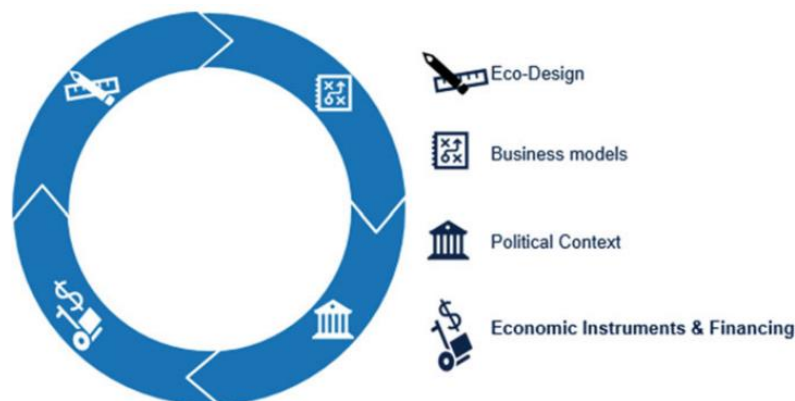 Eco-Design
Business models
Political Context
Economic Instruments & Financing